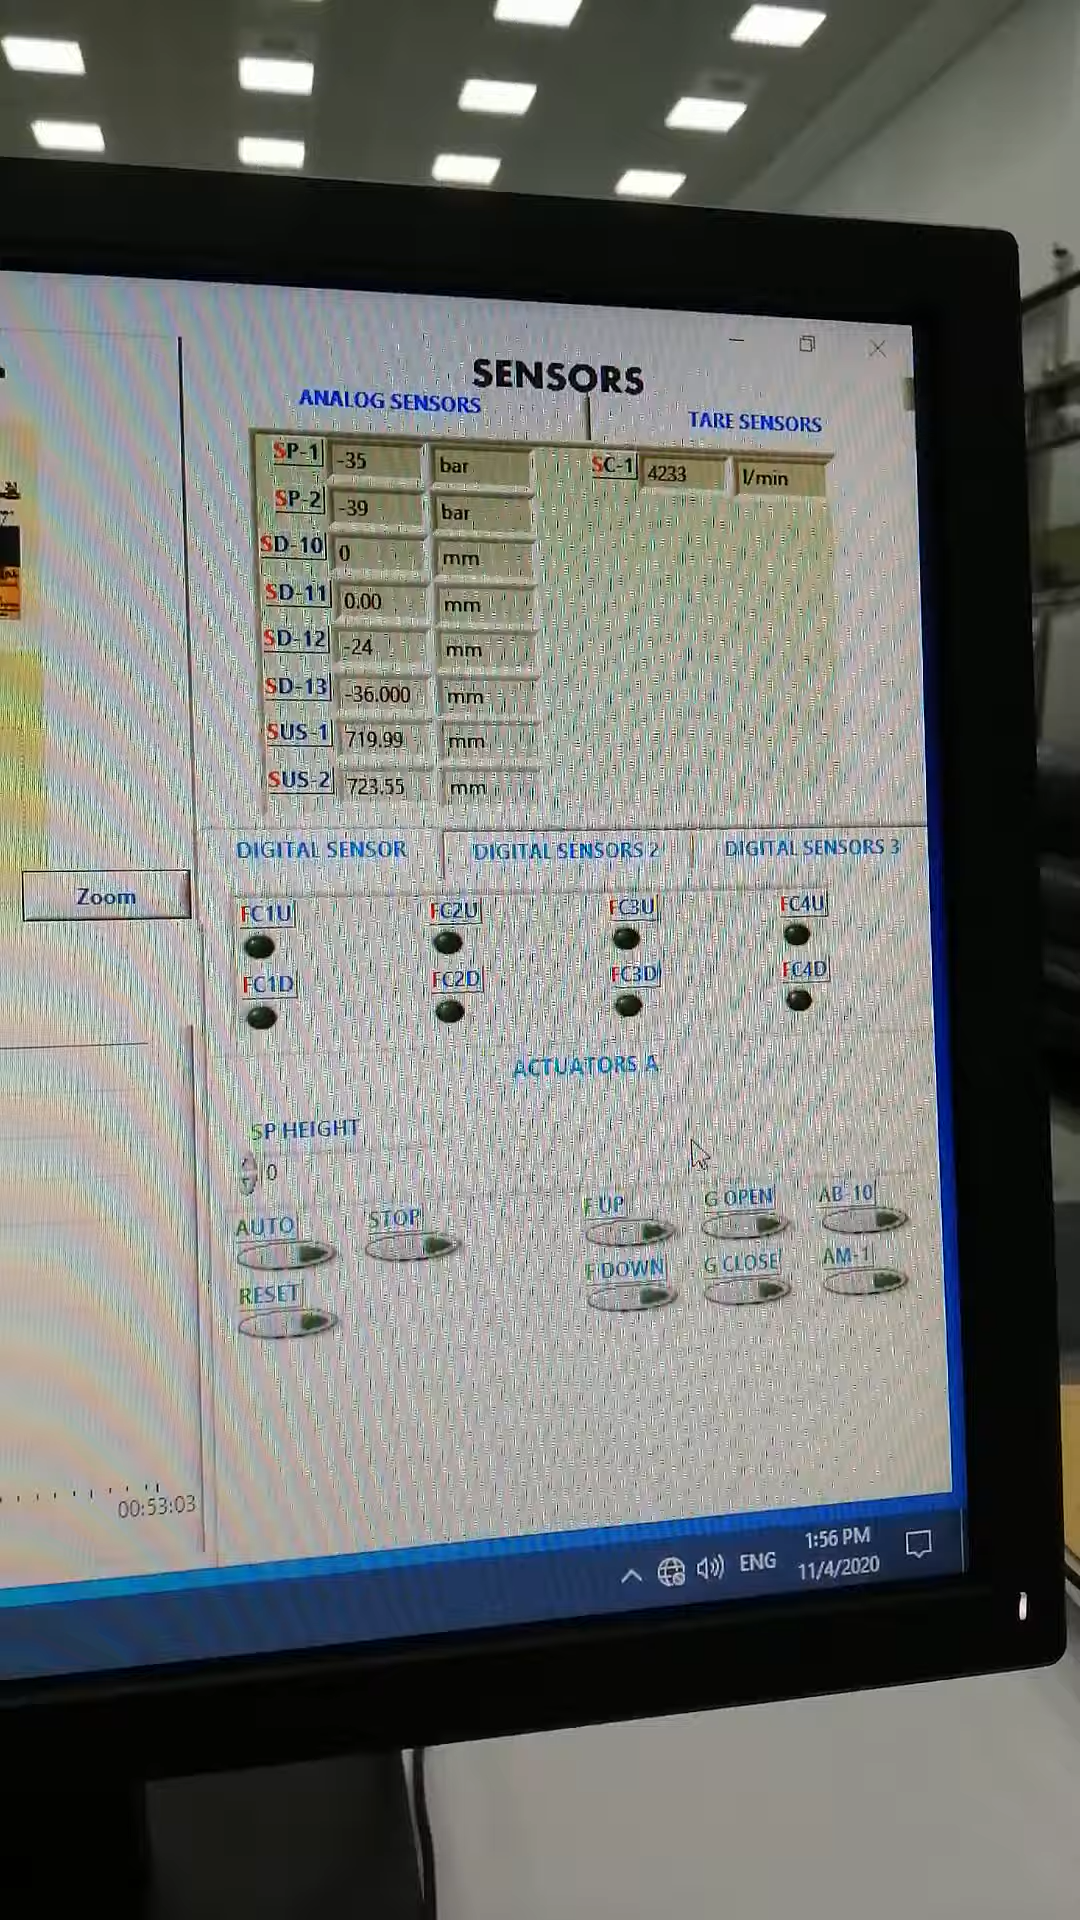 SENSORS
ANALOG SENSORS
TARE SENSORS
SP-1 -35 bar
SC-1 4233 l/min
SP-2 -39 bar
SD-10 0 mm
SD-11 0.00 mm
SD-12 -24 mm
SD-13 -36.000 mm
SUS-1 719.99 mm
SUS-2 723.55 mm
DIGITAL SENSOR DIGITAL SENSORS 2 DIGITAL SENSORS 3
Zoom
FC1U FC2U FC3U FC4U
FC1D FC2D FC3D FC4D
ACTUATORS A
SP HEIGHT
0
AUTO STOP F UP G OPEN AB-10
RESET F DOWN G CLOSE AM-1
00:53:03
ENG
1:56 PM
11/4/2020